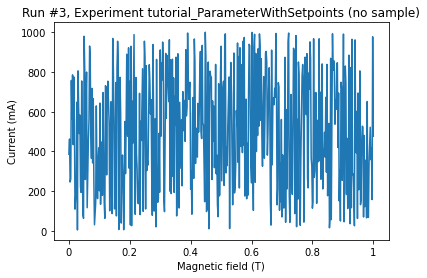 Run #3, Experiment tutorial_ParameterWithSetpoints (no sample)
1000
800
600
400
200
0
Current (mA)
0 0.2 0.4 0.6 0.8 1
Magnetic field (T)